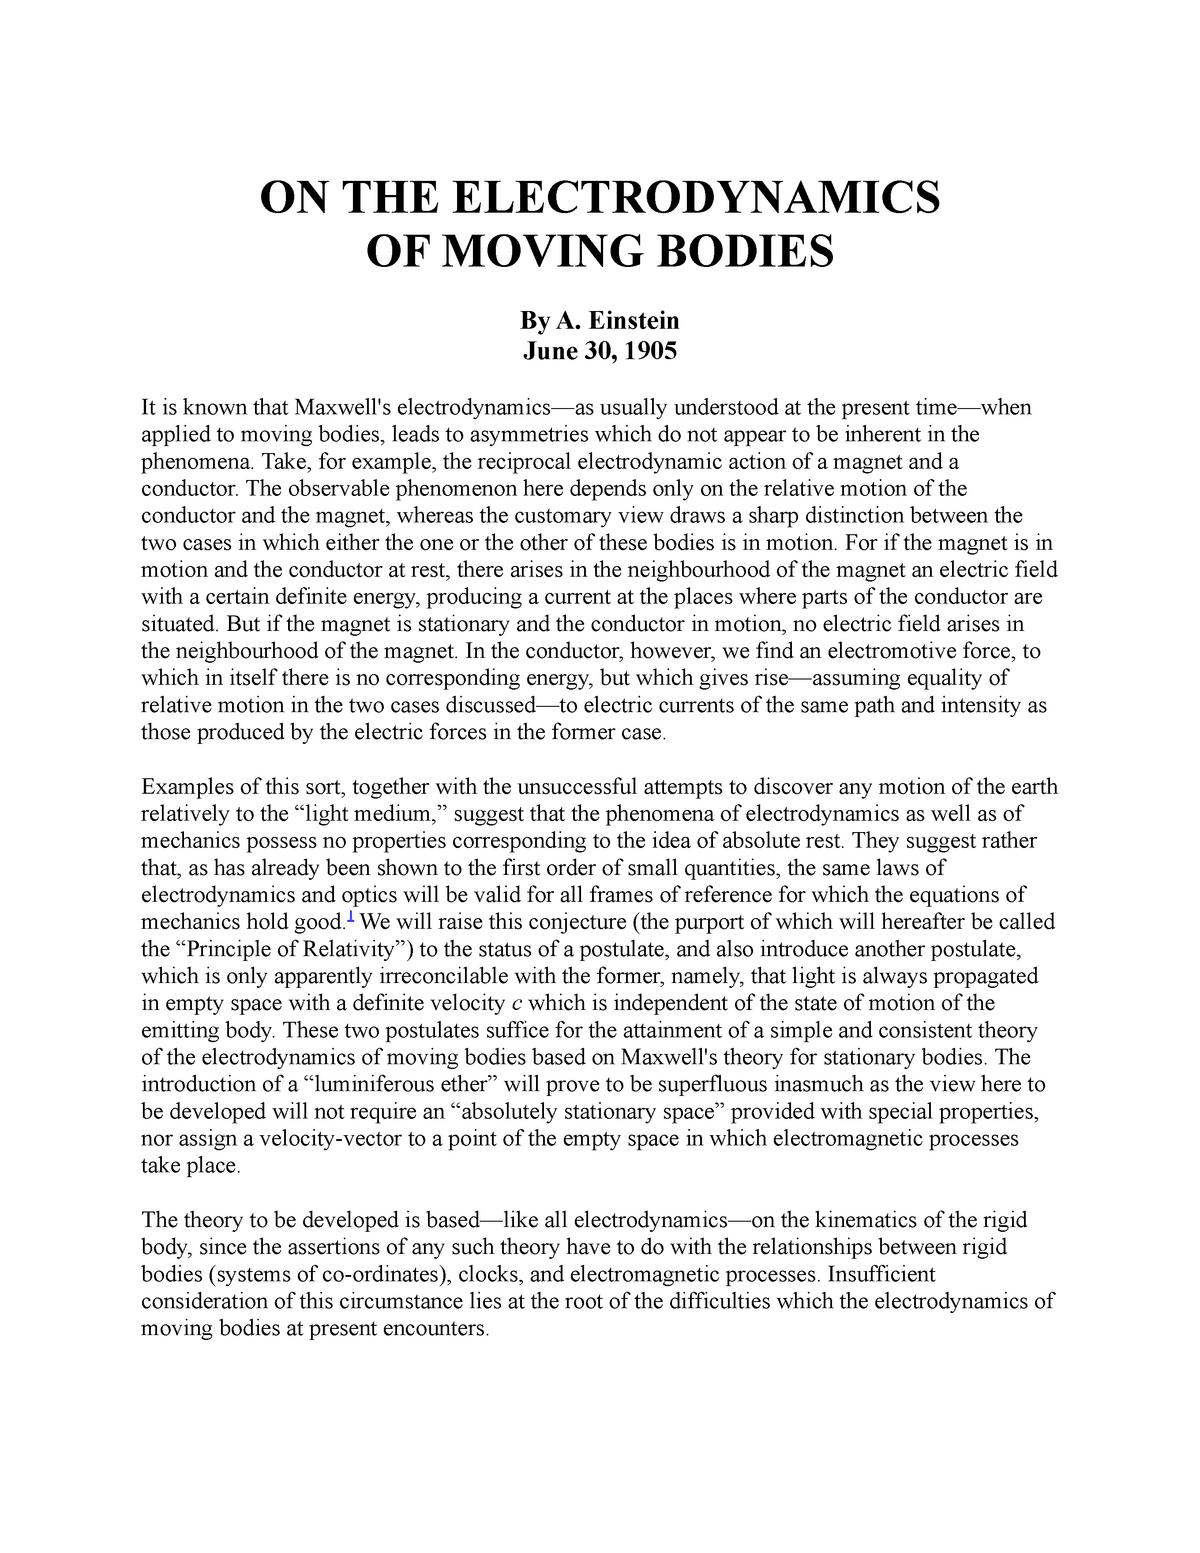 ON THE ELECTRODYNAMICS
OF MOVING BODIES
By A. Einstein
June 30, 1905
It is known that Maxwell's electrodynamics—as usually understood at the present time—when
applied to moving bodies, leads to asymmetries which do not appear to be inherent in the
phenomena. Take, for example, the reciprocal electrodynamic action of a magnet and a
conductor. The observable phenomenon here depends only on the relative motion of the
conductor and the magnet, whereas the customary view draws a sharp distinction between the
two cases in which either the one or the other of these bodies is in motion. For if the magnet is in
motion and the conductor at rest, there arises in the neighbourhood of the magnet an electric field
with a certain definite energy, producing a current at the places where parts of the conductor are
situated. But if the magnet is stationary and the conductor in motion, no electric field arises in
the neighbourhood of the magnet. In the conductor, however, we find an electromotive force, to
which in itself there is no corresponding energy, but which gives rise—assuming equality of
relative motion in the two cases discussed—to electric currents of the same path and intensity as
those produced by the electric forces in the former case.
Examples of this sort, together with the unsuccessful attempts to discover any motion of the earth
relatively to the “light medium,” suggest that the phenomena of electrodynamics as well as of
mechanics possess no properties corresponding to the idea of absolute rest. They suggest rather
that, as has already been shown to the first order of small quantities, the same laws of
electrodynamics and optics will be valid for all frames of reference for which the equations of
mechanics hold good.1 We will raise this conjecture (the purport of which will hereafter be called
the “Principle of Relativity”) to the status of a postulate, and also introduce another postulate,
which is only apparently irreconcilable with the former, namely, that light is always propagated
in empty space with a definite velocity c which is independent of the state of motion of the
emitting body. These two postulates suffice for the attainment of a simple and consistent theory
of the electrodynamics of moving bodies based on Maxwell's theory for stationary bodies. The
introduction of a “luminiferous ether” will prove to be superfluous inasmuch as the view here to
be developed will not require an “absolutely stationary space” provided with special properties,
nor assign a velocity-vector to a point of the empty space in which electromagnetic processes
take place.
The theory to be developed is based—like all electrodynamics—on the kinematics of the rigid
body, since the assertions of any such theory have to do with the relationships between rigid
bodies (systems of co-ordinates), clocks, and electromagnetic processes. Insufficient
consideration of this circumstance lies at the root of the difficulties which the electrodynamics of
moving bodies at present encounters.